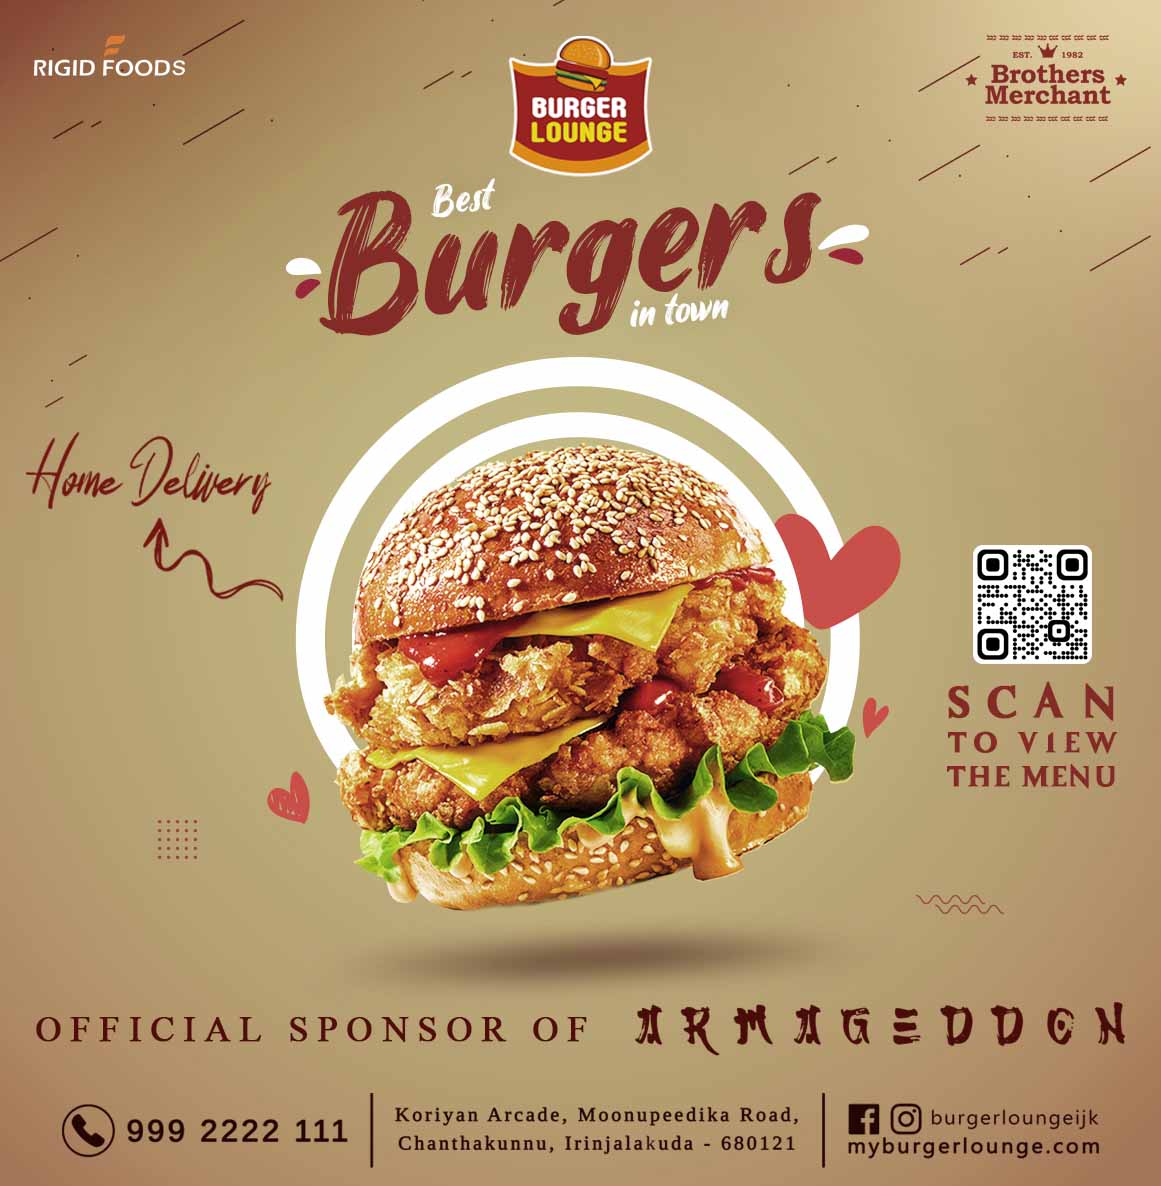 RIGID FOODS
BURGER
LOUNGE
EST. 1982
Brothers
Merchant
Best
Burgers
in town
Home Delivery
SCAN
TO VIEW
THE MENU
OFFICIAL SPONSOR OF ARMAGEDDON
999 2222 111
Koriyan Arcade, Moonupeedika Road,
Chanthakunnu, Irinjalakuda - 680121
burgerloungeijk
myburgerlounge.com